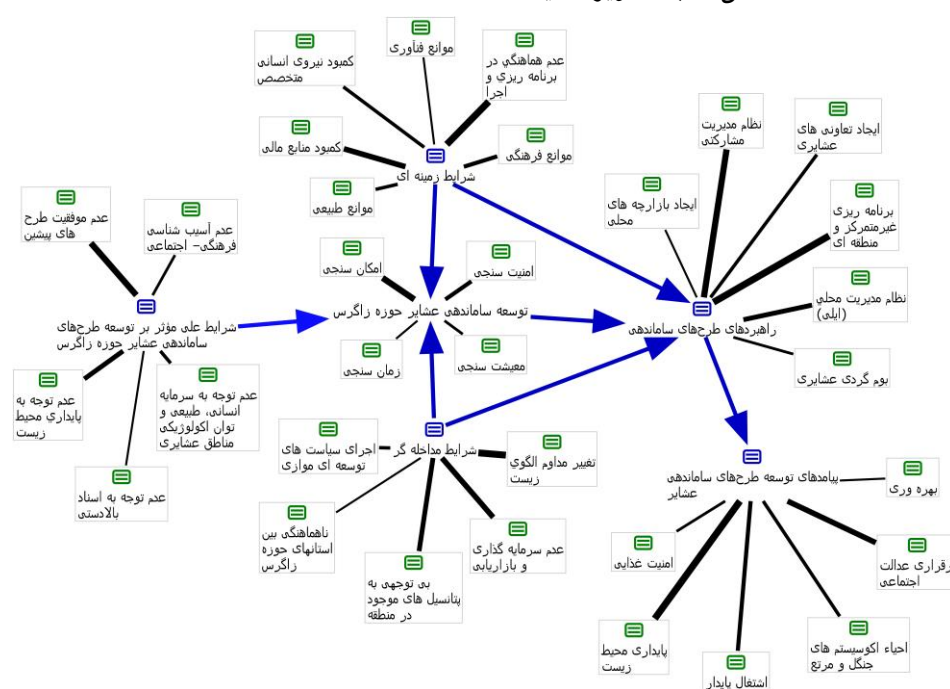 موانع فنآوری
کمبود نیروی انسانی
متخصص
عدم هماهنگي در
برنامه ریزي و
اجرا
کمبود منابع مالی
موانع فرهنگی
شرایط زمینه ای
موانع طبیعی
نظام مدیریت
مشارکتی
ایجاد تعاونی های
عشایری
ایجاد بازارچه های
محلی
برنامه ریزی
غیرمتمرکز و
منطقه ای
نظام مدیریت محلي
(ایلی)
راهبردهای طرح‌های ساماندهی
بوم گردی عشایری
عدم موفقیت طرح
های پیشین
عدم آسیب شناسی
فرهنگی- اجتماعی
شرایط علی مؤثر بر توسعه طرح‌های
ساماندهی عشایر حوزه زاگرس
عدم توجه به
پایداري محیط
زیست
عدم توجه به سرمایه
انسانی، طبیعی و
توان اکولوژیکی
مناطق عشایری
عدم توجه به اسناد
بالادستی
امکان سنجی
امنیت سنجی
توسعه ساماندهی عشایر حوزه زاگرس
زمان سنجی
معیشت سنجی
شرایط مداخله گر
اجرای سیاست های
توسعه ای موازی
تغییر مداوم الگوي
زیست
ناهماهنگی بین
استانهای حوزه
زاگرس
بی توجهی به
پتانسیل های موجود
در منطقه
عدم سرمایه گذاری
و بازاریابی
پیامدهای توسعه طرح‌های ساماندهی
عشایر
بهره وری
امنیت غذایی
رقراری عدالت
اجتماعی
پایداری محیط
زیست
اشتغال پایدار
احیاء اکوسیستم های
جنگل و مرتع